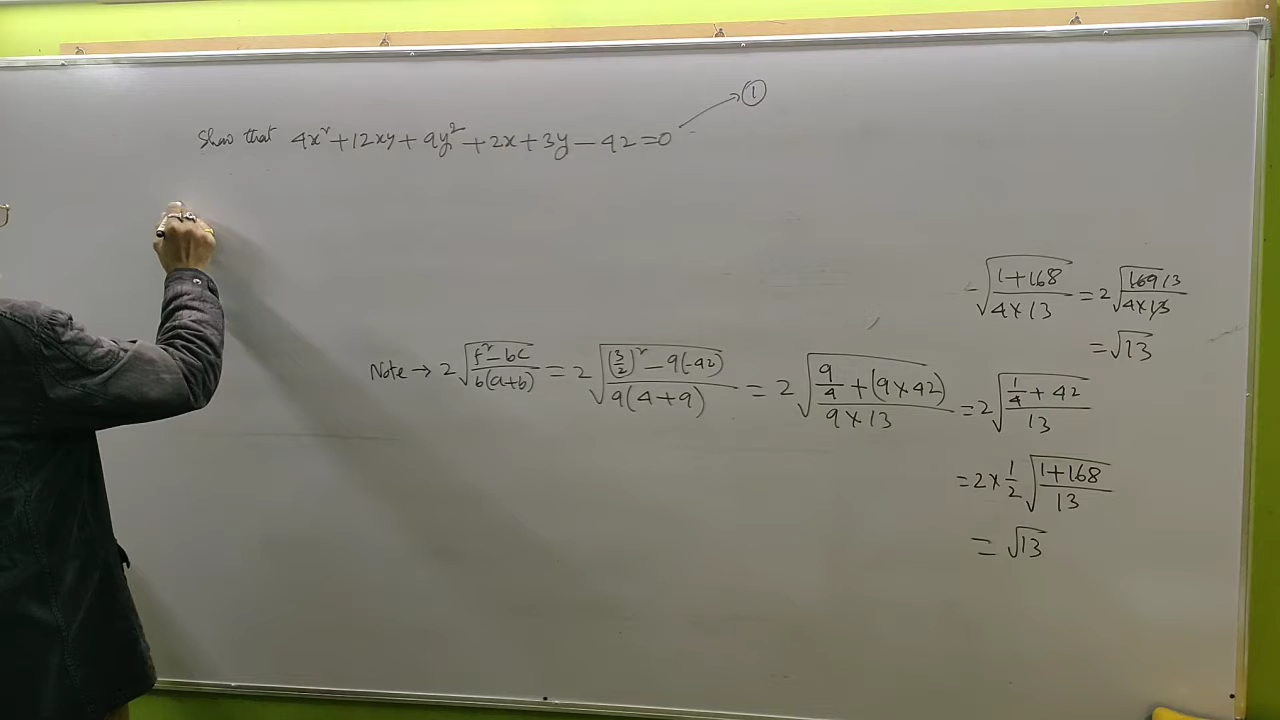 ①
Show that 4x² + 12xy + 9y² + 2x + 3y - 42 = 0
- √((1+168)/(4×13)) = 2√(169 13/(4×13))
= √13
Note → 2√((f²-bc)/(b(a+b))) = 2√(((3/2)² - 9(-42))/(9(4+9))) = 2√((9/4 + (9×42))/(9×13)) = 2√((1/4 + 42)/13)
= 2 × 1/2 √((1+168)/13)
= √13